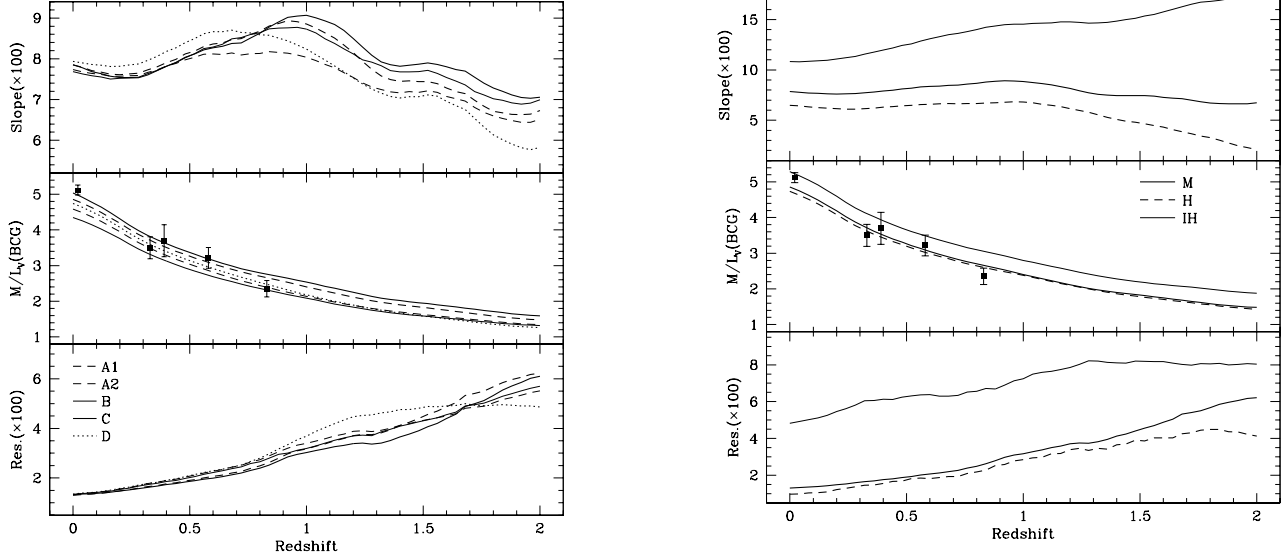 Slope(×100)
9
8
7
6
M/L_V(BCG)
5
4
3
2
1
Res.(×100)
6
4
2
A1
A2
B
C
D
0
0.5
1
1.5
2
Redshift
Slope(×100)
15
10
5
M/L_V(BCG)
5
4
3
2
1
M
H
IH
Res.(×100)
8
6
4
2
0
0.5
1
1.5
2
Redshift